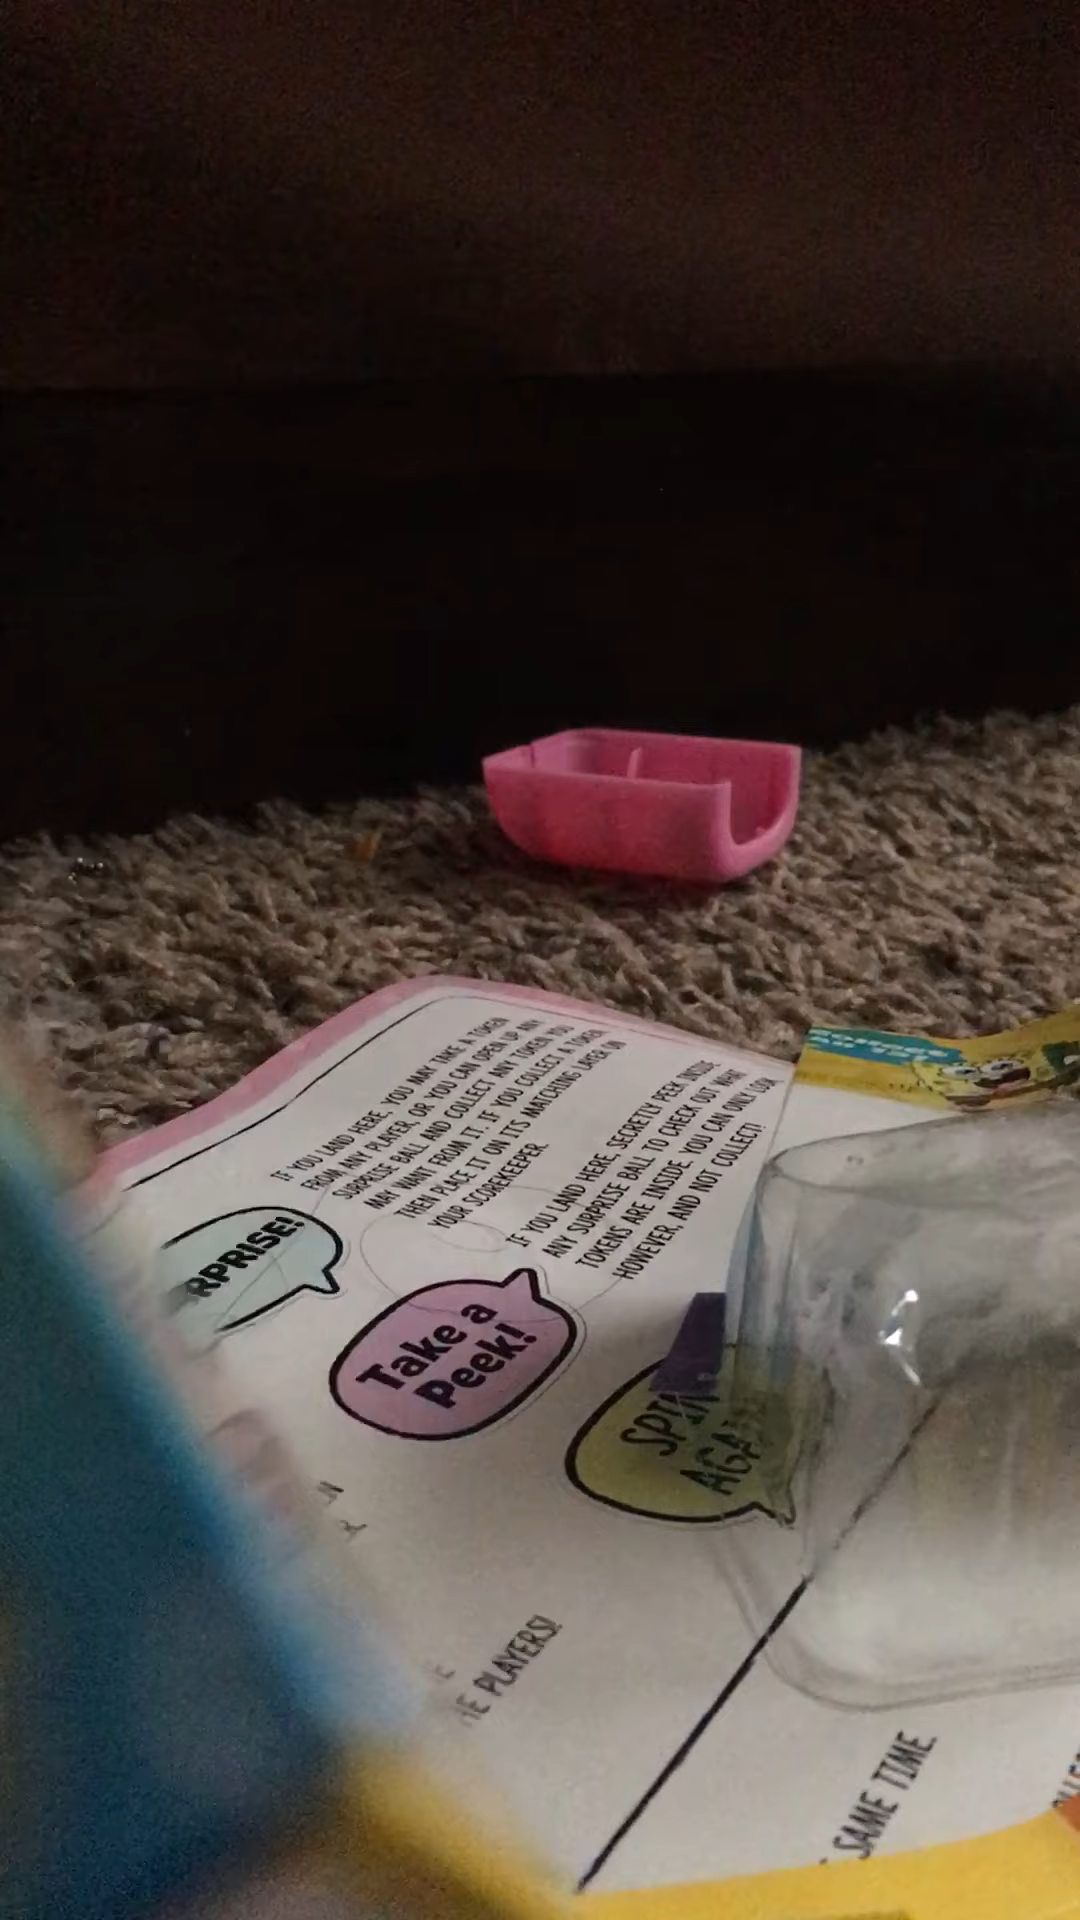 IF YOU LAND HERE, YOU MAY TAKE A TOKEN
FROM ANY PLAYER, OR YOU CAN OPEN UP ANY
SURPRISE BALL AND COLLECT ANY TOKEN YOU
MAY WANT FROM IT. IF YOU COLLECT A TOKEN
THEN PLACE IT ON ITS MATCHING LAYER ON
YOUR SCOREKEEPER.
RPRISE!
IF YOU LAND HERE, SECRETLY PEEK INSIDE
ANY SURPRISE BALL TO CHECK OUT WHAT
TOKENS ARE INSIDE. YOU CAN ONLY LOOK,
HOWEVER, AND NOT COLLECT!
Take a
Peek!
SPIN
AGAIN
HE PLAYERS!
SAME TIME.